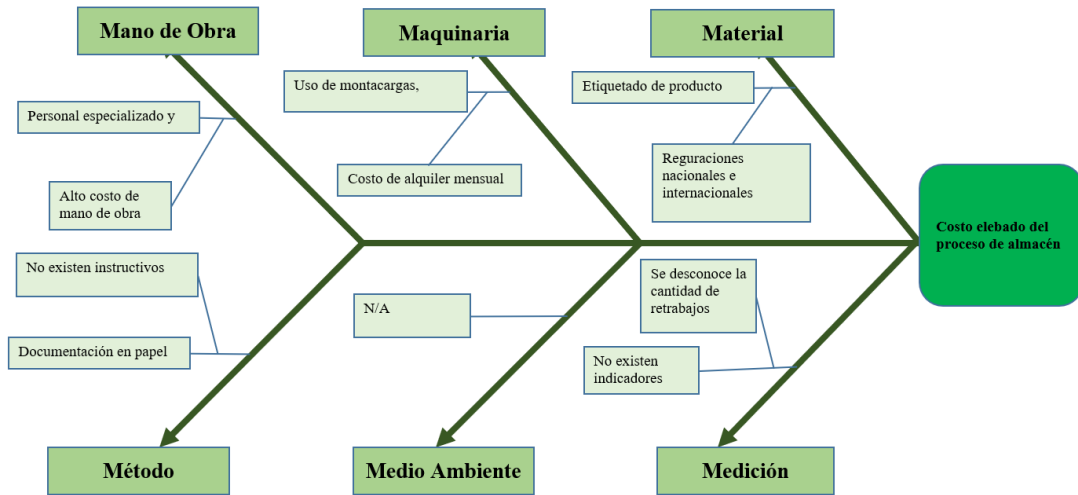 Mano de Obra
Maquinaria
Material
Uso de montacargas,
Etiquetado de producto
Personal especializado y
Costo de alquiler mensual
Reguraciones
nacionales e
internacionales
Alto costo de
mano de obra
Costo elebado del
proceso de almacén
No existen instructivos
Se desconoce la
cantidad de
retrabajos
N/A
Documentación en papel
No existen
indicadores
Método
Medio Ambiente
Medición